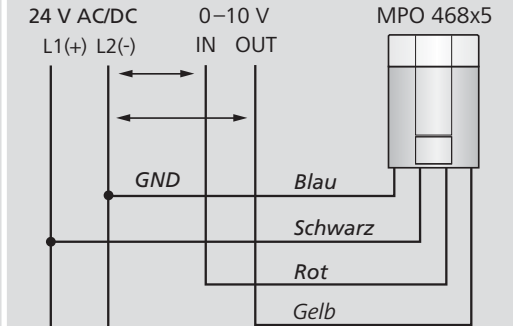 24 V AC/DC 0–10 V MPO 468x5
L1(+) L2(-) IN OUT
GND Blau
Schwarz
Rot
Gelb